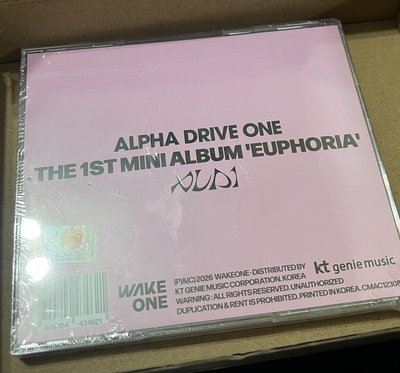 ALPHA DRIVE ONE
THE 1ST MINI ALBUM 'EUPHORIA'
WAKE
ONE
(P)&(C) 2026 WAKEONE · DISTRIBUTED BY
KT GENIE MUSIC CORPORATION, KOREA
WARNING : ALL RIGHTS RESERVED. UNAUTHORIZED
DUPLICATION & RENT IS PROHIBITED. PRINTED IN KOREA.
kt genie music
434621